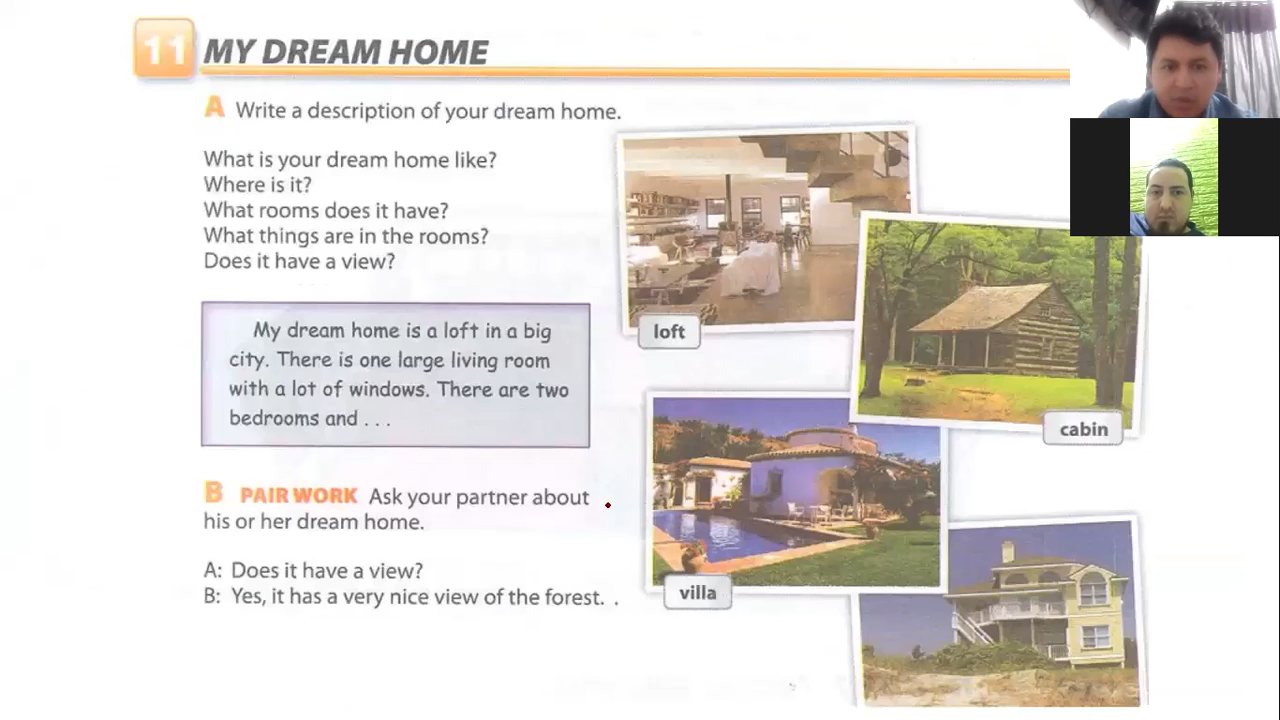 11 MY DREAM HOME
A Write a description of your dream home.
What is your dream home like?
Where is it?
What rooms does it have?
What things are in the rooms?
Does it have a view?
My dream home is a loft in a big
city. There is one large living room
with a lot of windows. There are two
bedrooms and . . .
B PAIR WORK Ask your partner about
his or her dream home.
A: Does it have a view?
B: Yes, it has a very nice view of the forest. .
loft
cabin
villa